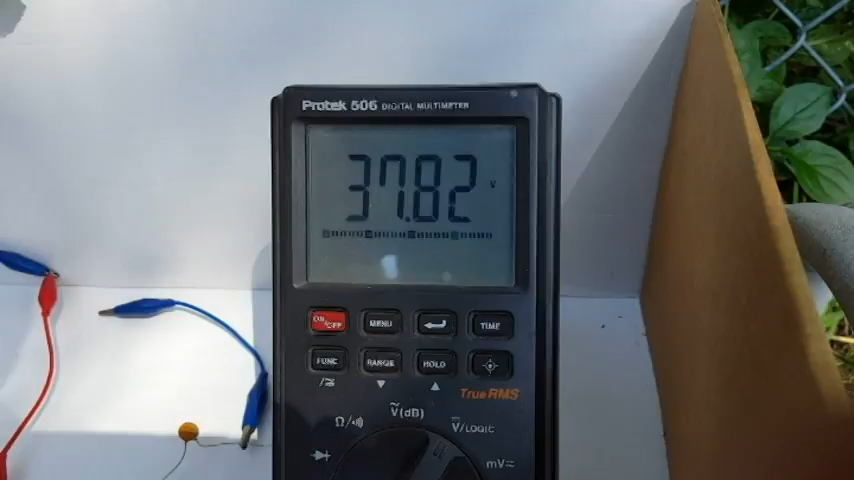 Protek 506 DIGITAL MULTIMETER
37.82 V
ON/OFF MENU TIME
FUNC RANGE HOLD
True RMS
Ṽ(dB)
Ω V/LOGIC
mV